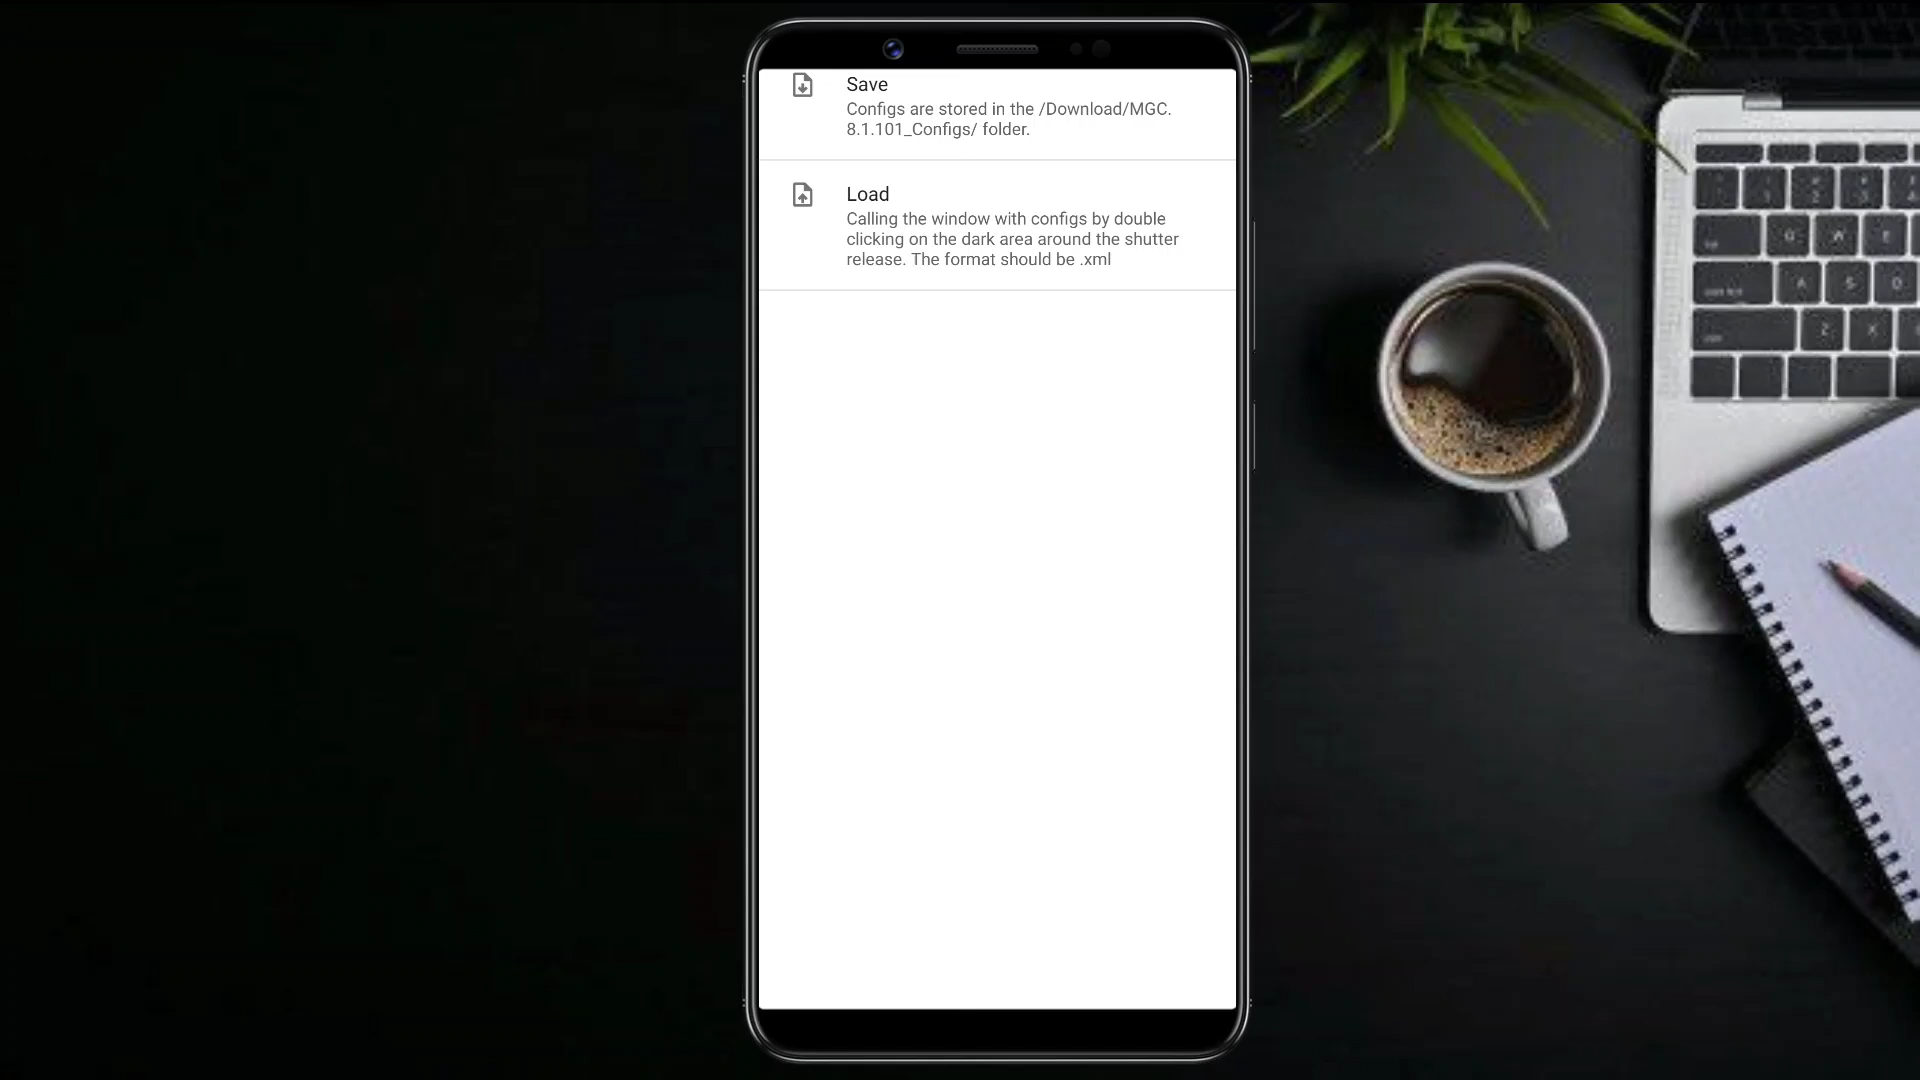 Save
Configs are stored in the /Download/MGC.
8.1.101_Configs/ folder.
Load
Calling the window with configs by double
clicking on the dark area around the shutter
release. The format should be .xml
Q W E
A S D
Z X